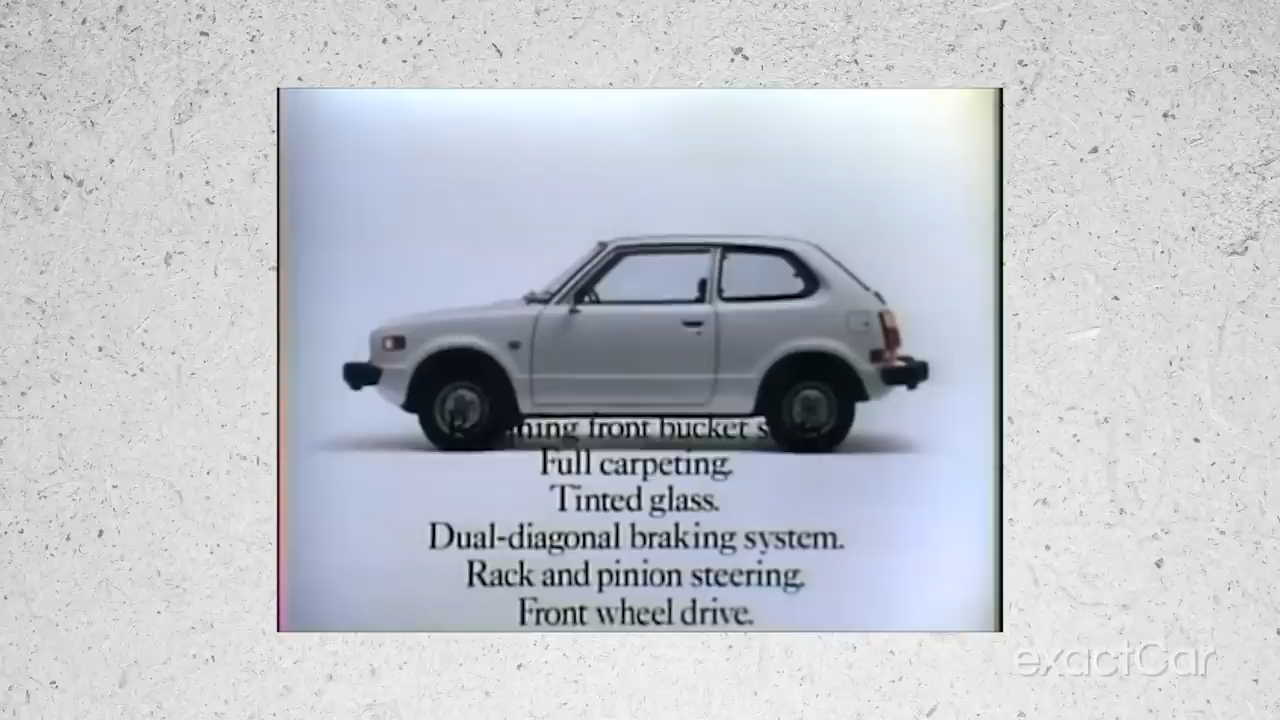 front bucket
Full carpeting.
Tinted glass.
Dual-diagonal braking system.
Rack and pinion steering.
Front wheel drive.
exactCar